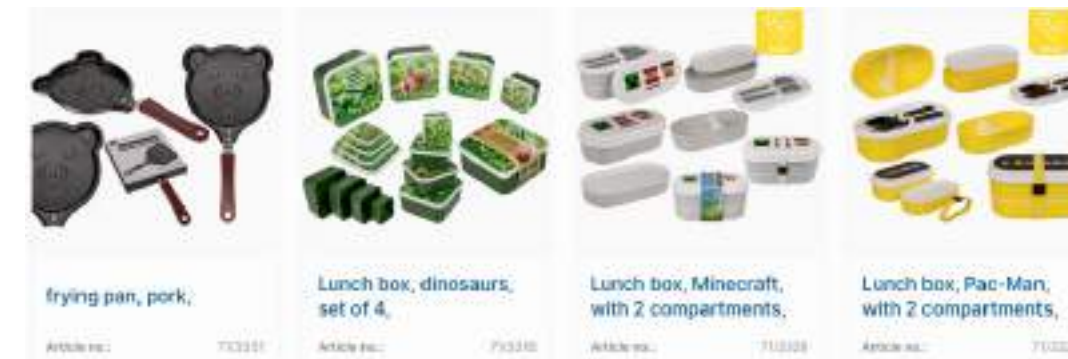 frying pan, pork,
Article no.:
Lunch box, dinosaurs,
set of 4,
Article no.:
Lunch box, Minecraft,
with 2 compartments,
Article no.:
Lunch box, Pac-Man,
with 2 compartments,
Article no.: